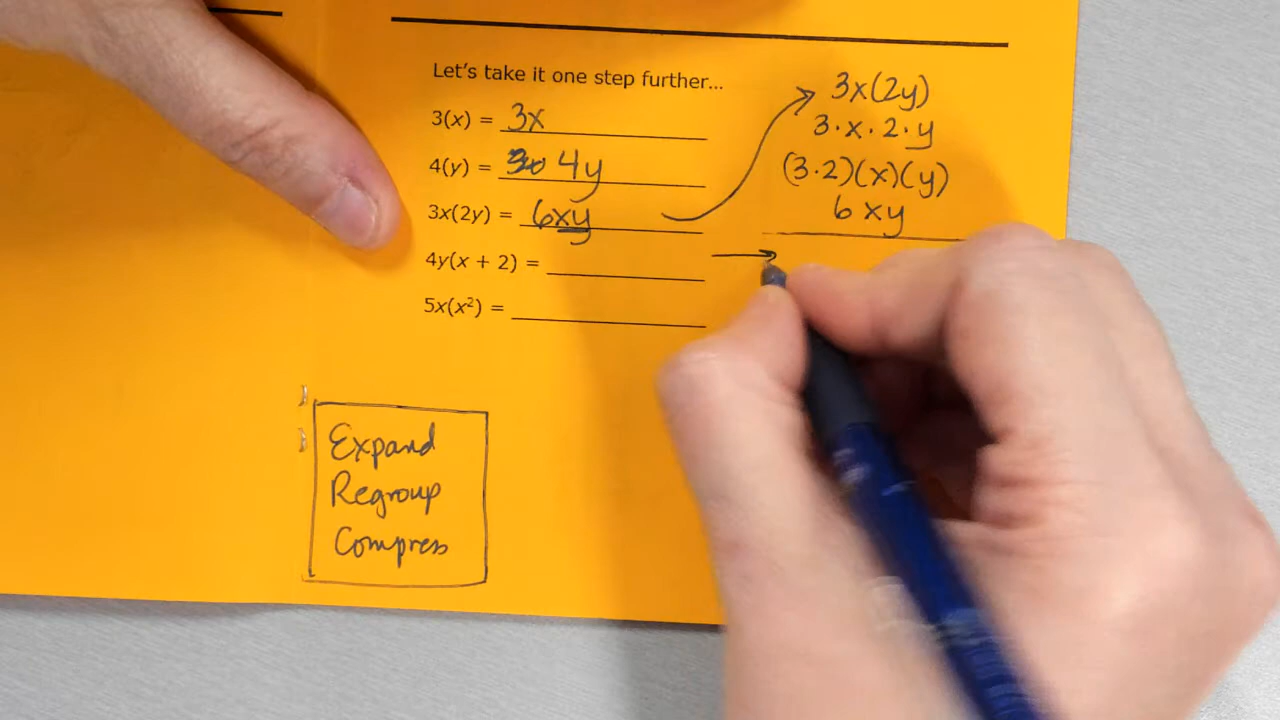 Let's take it one step further...
3(x) = 3x
4(y) = 4y
3x(2y) = 6xy
4y(x + 2) =
5x(x²) =
3x(2y)
3·x·2·y
(3·2)(x)(y)
6xy
Expand
Regroup
Compress